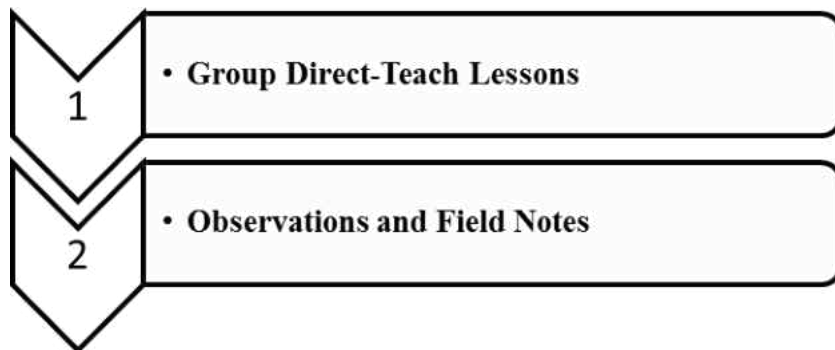 1
• Group Direct-Teach Lessons
2
• Observations and Field Notes